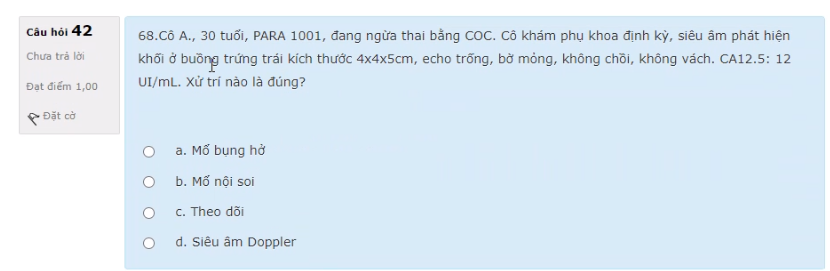 Câu hỏi 42
Chưa trả lời
Đạt điểm 1,00
Đặt cờ
68.Cô A., 30 tuổi, PARA 1001, đang ngừa thai bằng COC. Cô khám phụ khoa định kỳ, siêu âm phát hiện
khối ở buồng trứng trái kích thước 4x4x5cm, echo trống, bờ mỏng, không chồi, không vách. CA12.5: 12
UI/mL. Xử trí nào là đúng?
a. Mổ bụng hở
b. Mổ nội soi
c. Theo dõi
d. Siêu âm Doppler